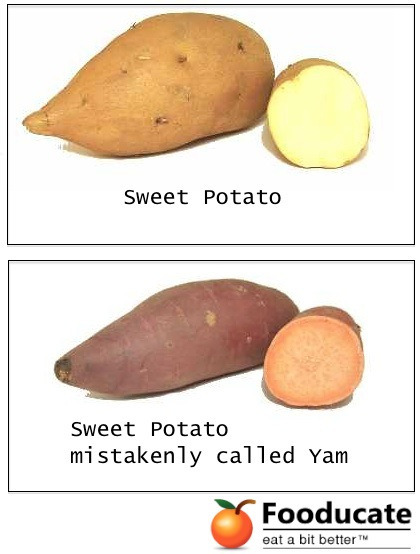 Sweet Potato
Sweet Potato
mistakenly called Yam
Fooducate
eat a bit better™